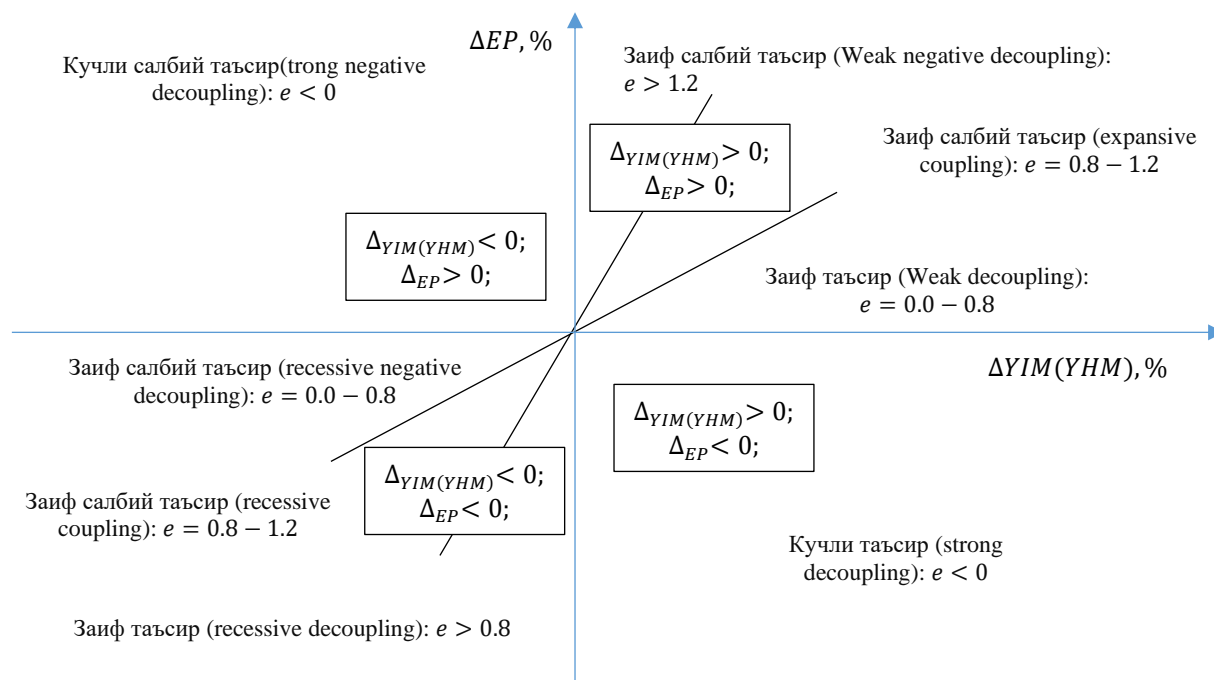 ΔEP, %
Кучли салбий таъсир(trong negative
decoupling): e < 0
Заиф салбий таъсир (Weak negative decoupling):
e > 1.2
Δ_YIM(YHM) > 0;
Δ_EP > 0;
Заиф салбий таъсир (expansive
coupling): e = 0.8 − 1.2
Δ_YIM(YHM) < 0;
Δ_EP > 0;
Заиф таъсир (Weak decoupling):
e = 0.0 − 0.8
Заиф салбий таъсир (recessive negative
decoupling): e = 0.0 − 0.8
ΔYIM(YHM), %
Δ_YIM(YHM) > 0;
Δ_EP < 0;
Δ_YIM(YHM) < 0;
Δ_EP < 0;
Заиф салбий таъсир (recessive
coupling): e = 0.8 − 1.2
Кучли таъсир (strong
decoupling): e < 0
Заиф таъсир (recessive decoupling): e > 0.8